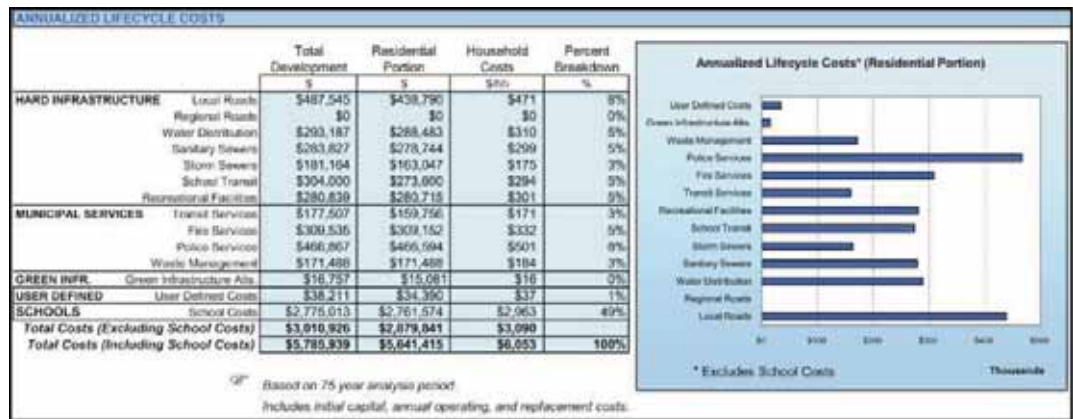 ANNUALIZED LIFECYCLE COSTS
Total Development Residential Portion Household Costs Percent Breakdown
$ $ $/hh %
HARD INFRASTRUCTURE Local Roads $487,545 $438,790 $471 8%
Regional Roads $0 $0 $0 0%
Water Distribution $293,187 $288,483 $310 5%
Sanitary Sewers $283,827 $278,744 $299 5%
Storm Sewers $181,164 $163,047 $175 3%
School Transit $304,000 $273,600 $294 5%
Recreational Facilities $280,839 $280,715 $301 5%
MUNICIPAL SERVICES Transit Services $177,507 $159,756 $171 3%
Fire Services $309,535 $309,152 $332 5%
Police Services $466,867 $466,594 $501 8%
Waste Management $171,488 $171,488 $184 3%
GREEN INFR. Green Infrastructure Alts. $16,757 $15,081 $16 0%
USER DEFINED User Defined Costs $38,211 $34,390 $37 1%
SCHOOLS School Costs $2,775,013 $2,761,574 $2,963 49%
Total Costs (Excluding School Costs) $3,010,926 $2,879,841 $3,090
Total Costs (Including School Costs) $5,785,939 $5,641,415 $6,053 100%
Based on 75 year analysis period
Includes initial capital, annual operating, and replacement costs.
Annualized Lifecycle Costs* (Residential Portion)
User Defined Costs
Green Infrastructure Alts.
Waste Management
Police Services
Fire Services
Transit Services
Recreational Facilities
School Transit
Storm Sewers
Sanitary Sewers
Water Distribution
Regional Roads
Local Roads
$0 $100 $200 $300 $400 $500
* Excludes School Costs Thousands